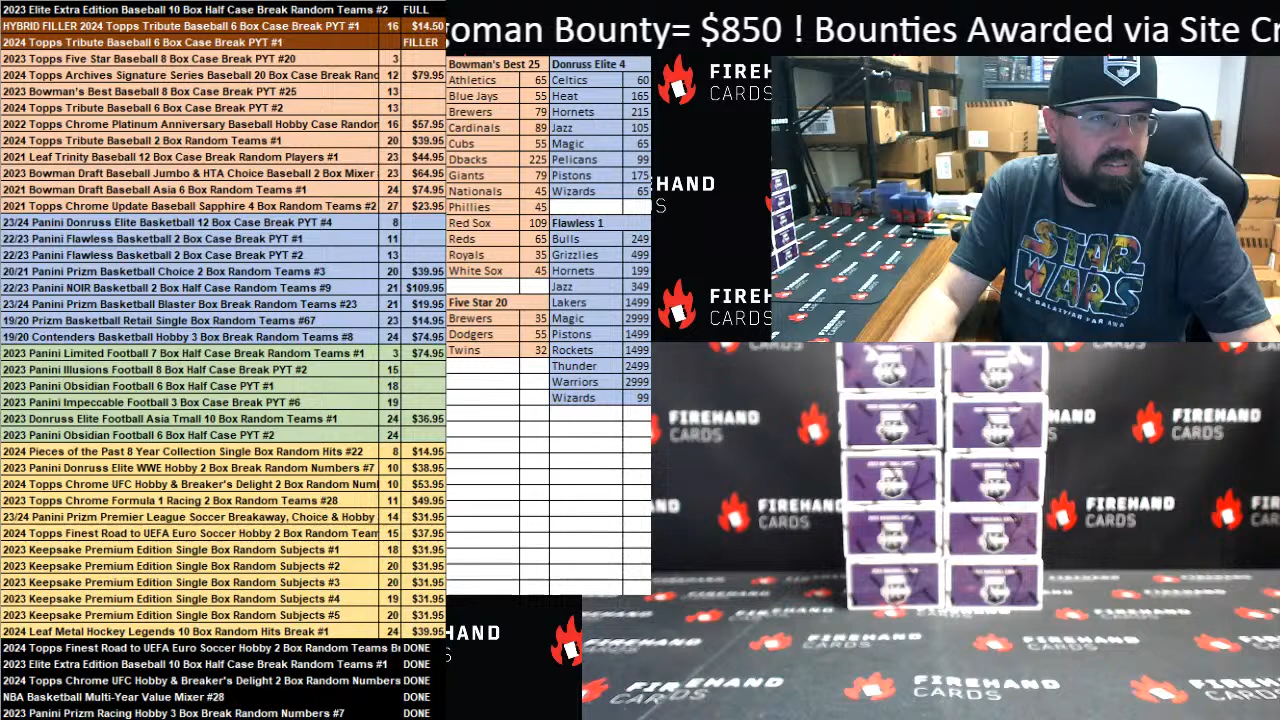 2023 Elite Extra Edition Baseball 10 Box Half Case Break Random Teams #2 FULL
HYBRID FILLER 2024 Topps Tribute Baseball 6 Box Case Break PYT #1 16 $14.50
2024 Topps Tribute Baseball 6 Box Case Break PYT #1 FILLER
2023 Topps Five Star Baseball 8 Box Case Break PYT #20 3
2024 Topps Archives Signature Series Baseball 20 Box Case Break Rand 12 $79.95
2023 Bowman's Best Baseball 8 Box Case Break PYT #25 13
2024 Topps Tribute Baseball 6 Box Case Break PYT #2 13
2022 Topps Chrome Platinum Anniversary Baseball Hobby Case Random 16 $57.95
2024 Topps Tribute Baseball 2 Box Random Teams #1 20 $39.95
2021 Leaf Trinity Baseball 12 Box Case Break Random Players #1 23 $44.95
2023 Bowman Draft Baseball Jumbo & HTA Choice Baseball 2 Box Mixer 23 $64.95
2021 Bowman Draft Baseball Asia 6 Box Random Teams #1 24 $74.95
2021 Topps Chrome Update Baseball Sapphire 4 Box Random Teams #2 27 $23.95
23/24 Panini Donruss Elite Basketball 12 Box Case Break PYT #4 8
22/23 Panini Flawless Basketball 2 Box Case Break PYT #1 11
22/23 Panini Flawless Basketball 2 Box Case Break PYT #2 13
20/21 Panini Prizm Basketball Choice 2 Box Random Teams #3 20 $39.95
22/23 Panini NOIR Basketball 2 Box Half Case Random Teams #9 21 $109.95
23/24 Panini Prizm Basketball Blaster Box Break Random Teams #23 21 $19.95
19/20 Prizm Basketball Retail Single Box Random Teams #67 23 $14.95
19/20 Contenders Basketball Hobby 3 Box Break Random Teams #8 24 $74.95
2023 Panini Limited Football 7 Box Half Case Break Random Teams #1 3 $74.95
2023 Panini Illusions Football 8 Box Half Case Break PYT #2 15
2023 Panini Obsidian Football 6 Box Half Case PYT #1 18
2023 Panini Impeccable Football 3 Box Case Break PYT #6 19
2023 Donruss Elite Football Asia Tmall 10 Box Random Teams #1 24 $36.95
2023 Panini Obsidian Football 6 Box Half Case PYT #2 24
2024 Pieces of the Past 8 Year Collection Single Box Random Hits #22 8 $14.95
2023 Panini Donruss Elite WWE Hobby 2 Box Break Random Numbers #7 10 $38.95
2024 Topps Chrome UFC Hobby & Breaker's Delight 2 Box Random Numl 10 $53.95
2023 Topps Chrome Formula 1 Racing 2 Box Random Teams #28 11 $49.95
23/24 Panini Prizm Premier League Soccer Breakaway, Choice & Hobby 14 $31.95
2024 Topps Finest Road to UEFA Euro Soccer Hobby 2 Box Random Team 15 $37.95
2023 Keepsake Premium Edition Single Box Random Subjects #1 18 $31.95
2023 Keepsake Premium Edition Single Box Random Subjects #2 20 $31.95
2023 Keepsake Premium Edition Single Box Random Subjects #3 20 $31.95
2023 Keepsake Premium Edition Single Box Random Subjects #4 19 $31.95
2023 Keepsake Premium Edition Single Box Random Subjects #5 20 $31.95
2024 Leaf Metal Hockey Legends 10 Box Random Hits Break #1 24 $39.95
2024 Topps Finest Road to UEFA Euro Soccer Hobby 2 Box Random Teams Br DONE
2023 Elite Extra Edition Baseball 10 Box Half Case Break Random Teams #1 DONE
2024 Topps Chrome UFC Hobby & Breaker's Delight 2 Box Random Numbers DONE
NBA Basketball Multi-Year Value Mixer #28 DONE
2023 Panini Prizm Racing Hobby 3 Box Break Random Numbers #7 DONE
oman Bounty= $850 ! Bounties Awarded via Site Cr
Bowman's Best 25
Athletics 65
Blue Jays 55
Brewers 79
Cardinals 89
Cubs 55
Dbacks 225
Giants 79
Nationals 45
Phillies 45
Red Sox 109
Reds 65
Royals 35
White Sox 45
Five Star 20
Brewers 35
Dodgers 55
Twins 32
Donruss Elite 4
Celtics 60
Heat 165
Hornets 215
Jazz 105
Magic 65
Pelicans 99
Pistons 175
Wizards 65
Flawless 1
Bulls 249
Grizzlies 499
Hornets 199
Jazz 349
Lakers 1499
Magic 2999
Pistons 1499
Rockets 1499
Thunder 2499
Warriors 2999
Wizards 99
FIREH
CARDS
HAND
S
FIREH
CARDS
HAND
STAR
WARS
IN A GALAXY FAR FAR AWAY
FIREHAND
CARDS
FIREHAND
CARDS
FIREHAND
CARDS
FIREHAND
CARDS